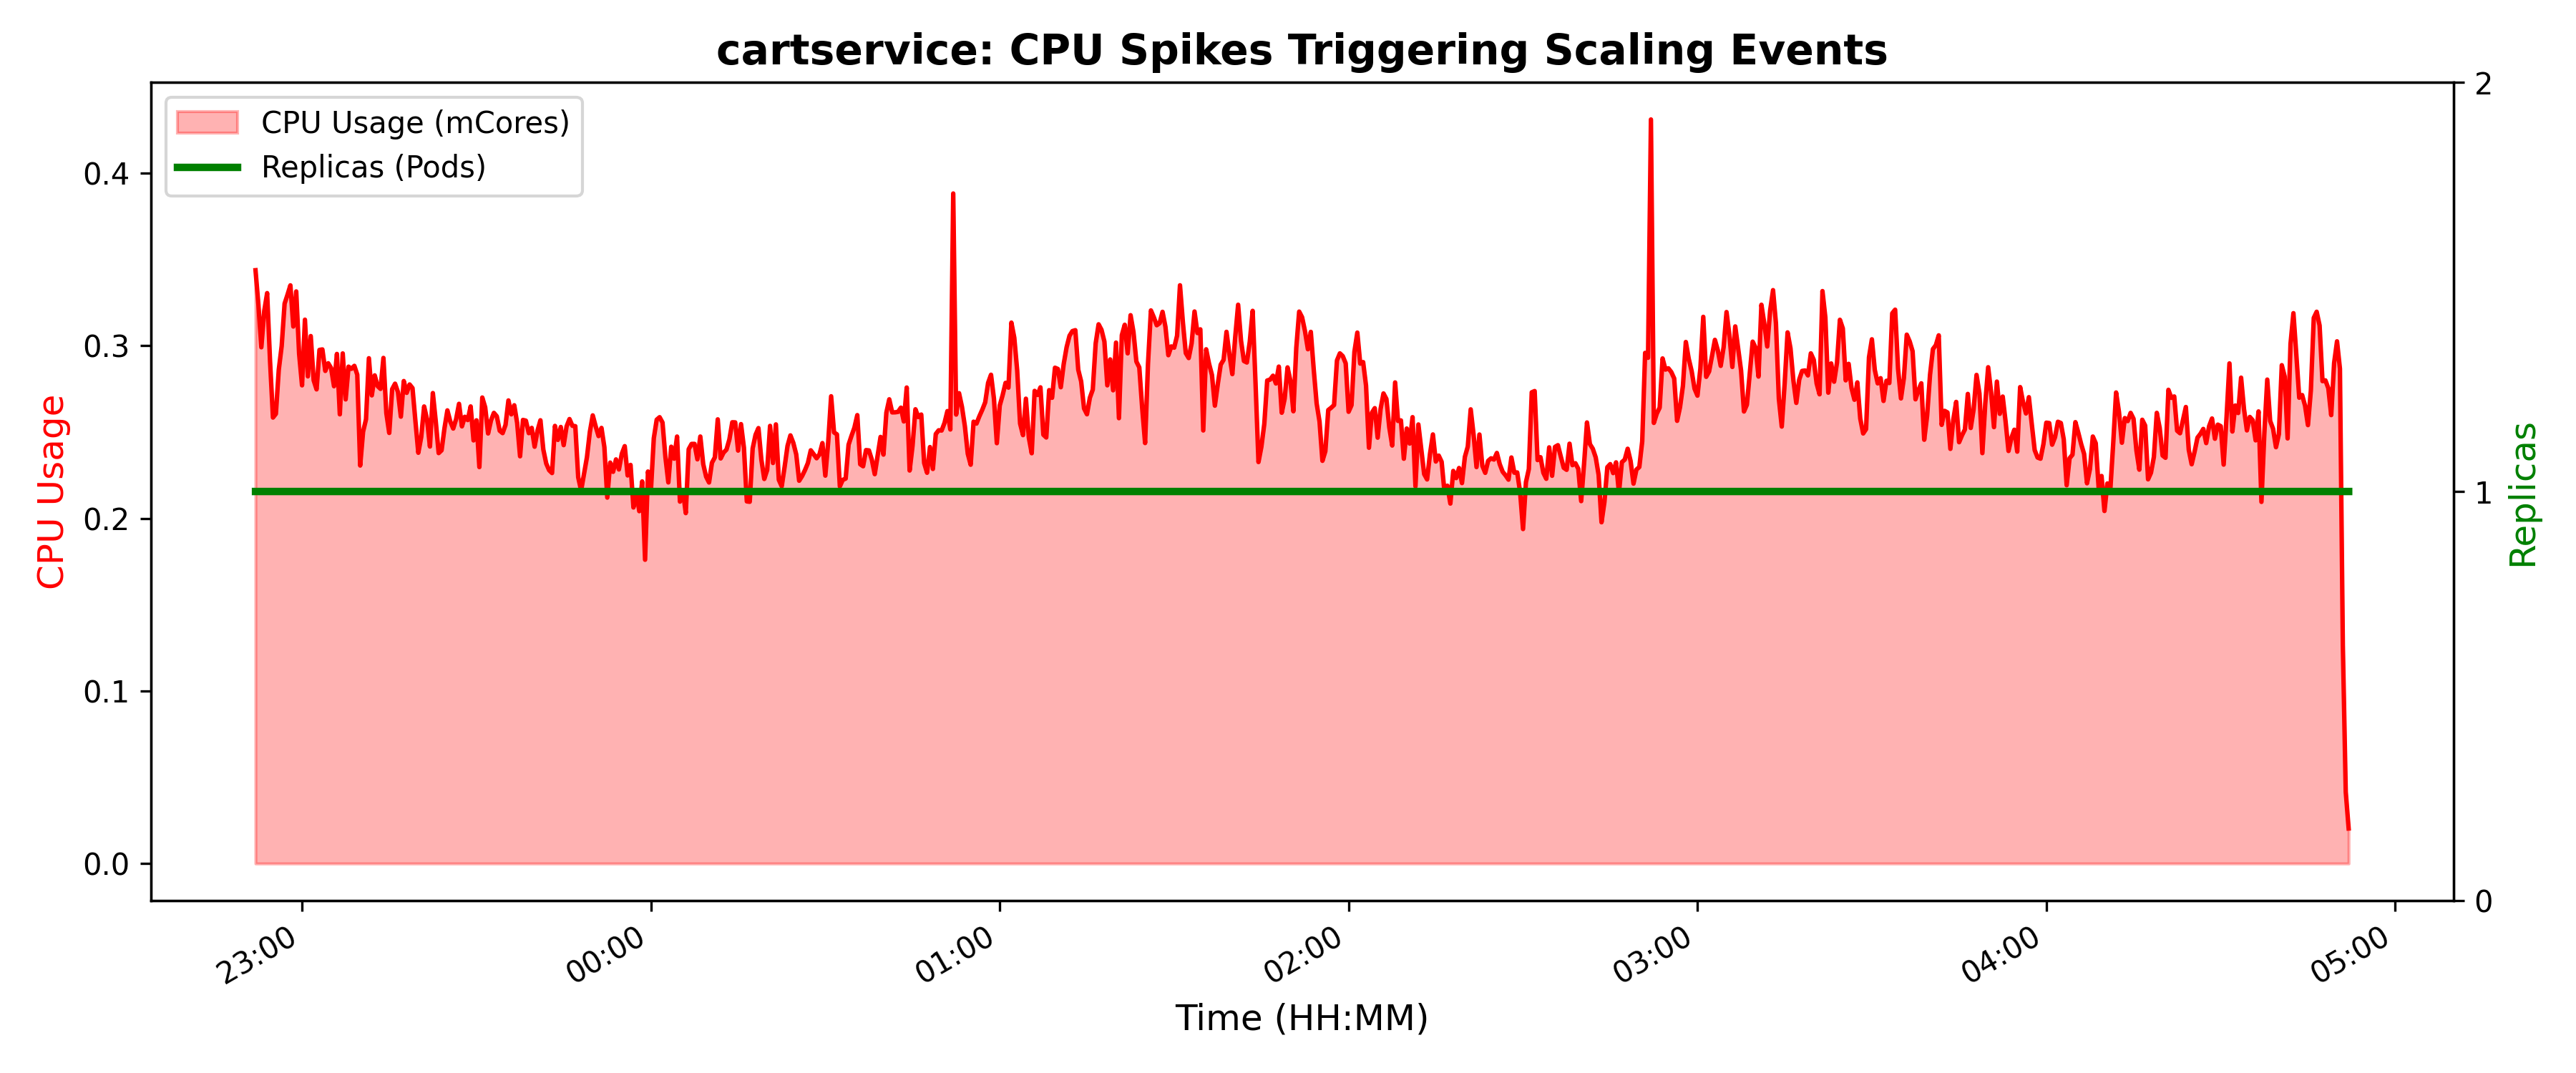 cartservice: CPU Spikes Triggering Scaling Events
CPU Usage (mCores)
Replicas (Pods)
CPU Usage
0.4
0.3
0.2
0.1
0.0
2
1
0
Replicas
23:00
00:00
01:00
02:00
03:00
04:00
05:00
Time (HH:MM)